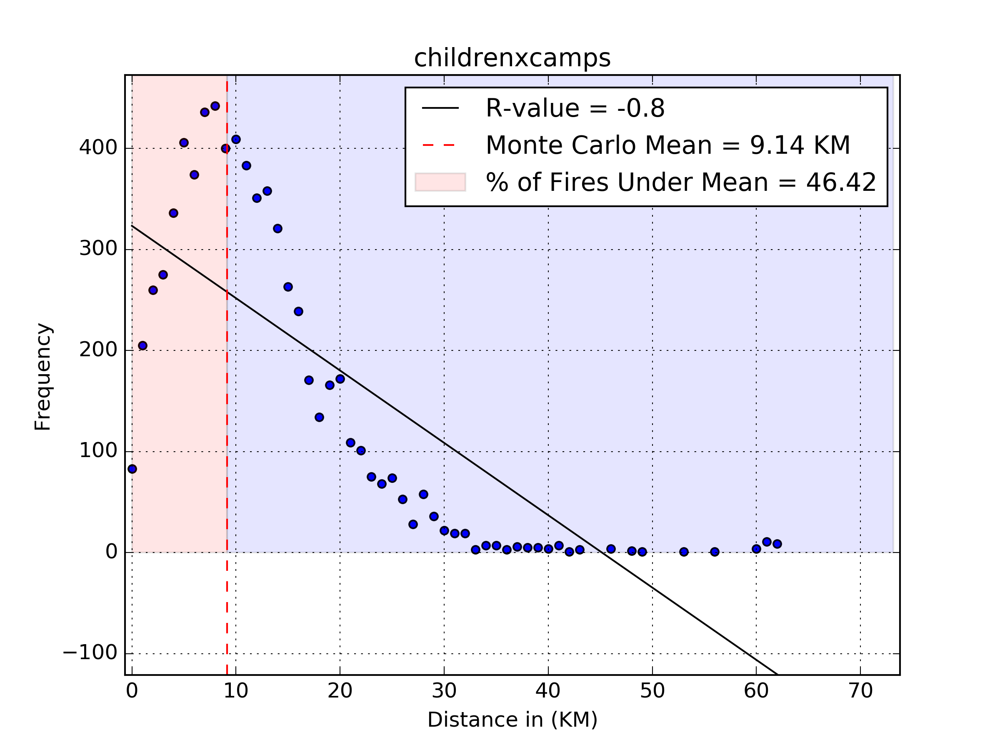 childrenxcamps
R-value = -0.8
Monte Carlo Mean = 9.14 KM
% of Fires Under Mean = 46.42
400
300
200
100
0
−100
Frequency
0 10 20 30 40 50 60 70
Distance in (KM)